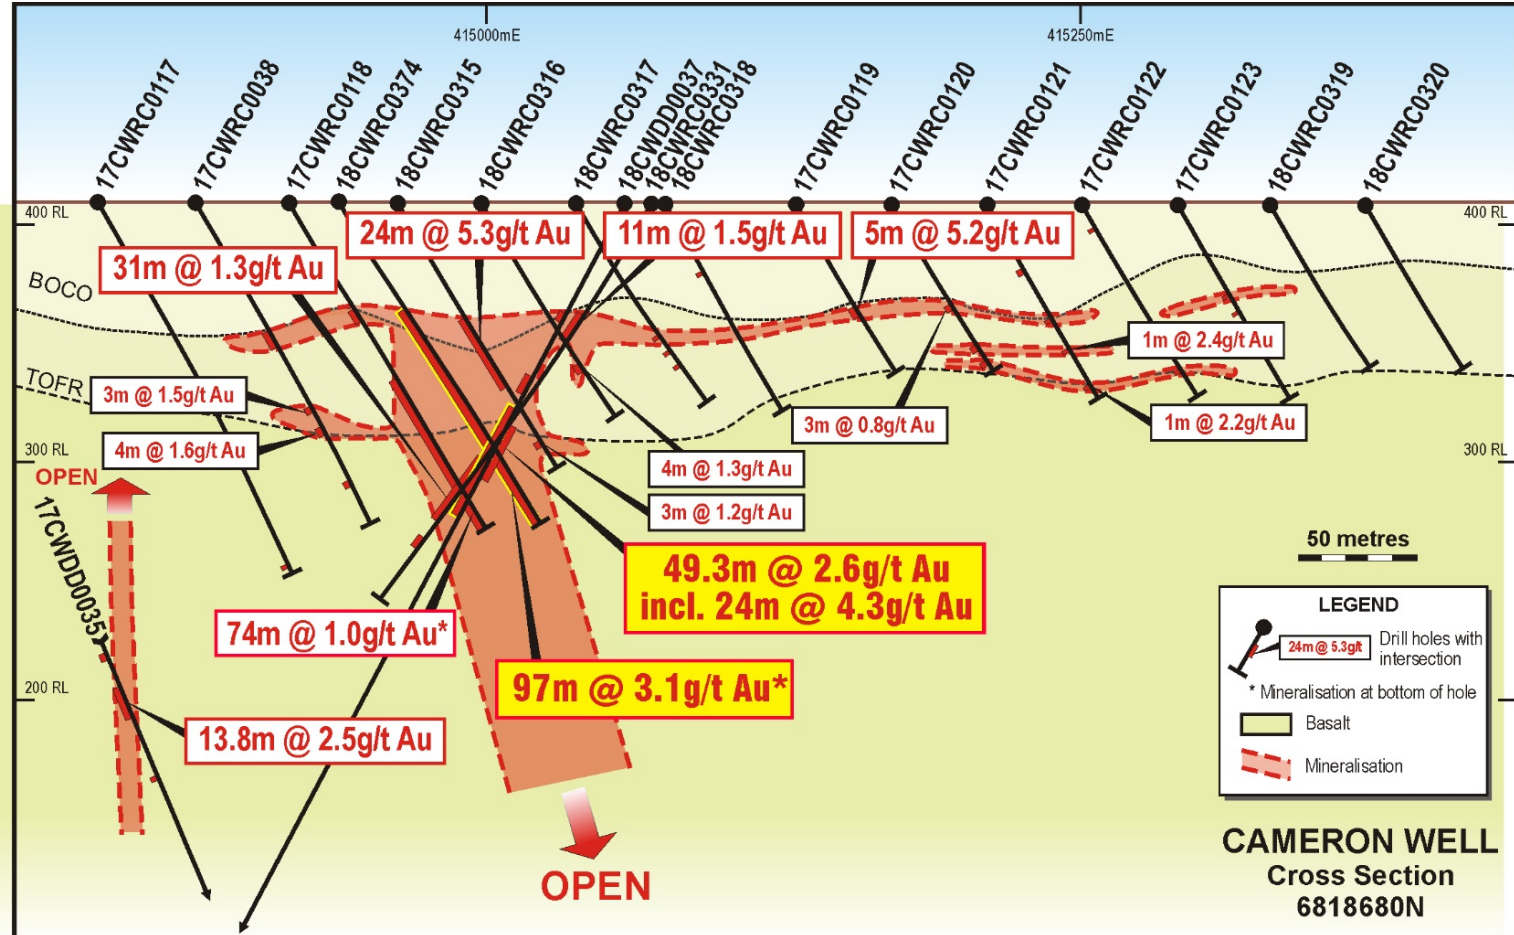 415000mE
415250mE
17CWRC0117
17CWRC0038
17CWRC0118
18CWRC0374
18CWRC0315
18CWRC0316
18CWRC0317
18CWDD0037
18CWRC0331
18CWRC0318
17CWRC0119
17CWRC0120
17CWRC0121
17CWRC0122
17CWRC0123
18CWRC0319
18CWRC0320
400 RL
400 RL
24m @ 5.3g/t Au
11m @ 1.5g/t Au
5m @ 5.2g/t Au
31m @ 1.3g/t Au
BOCO
1m @ 2.4g/t Au
TOFR
3m @ 1.5g/t Au
3m @ 0.8g/t Au
1m @ 2.2g/t Au
4m @ 1.6g/t Au
300 RL
300 RL
4m @ 1.3g/t Au
OPEN
3m @ 1.2g/t Au
17CWDD0035
50 metres
49.3m @ 2.6g/t Au
incl. 24m @ 4.3g/t Au
LEGEND
24m @ 5.3g/t
Drill holes with
intersection
* Mineralisation at bottom of hole
Basalt
Mineralisation
74m @ 1.0g/t Au*
97m @ 3.1g/t Au*
200 RL
13.8m @ 2.5g/t Au
OPEN
CAMERON WELL
Cross Section
6818680N